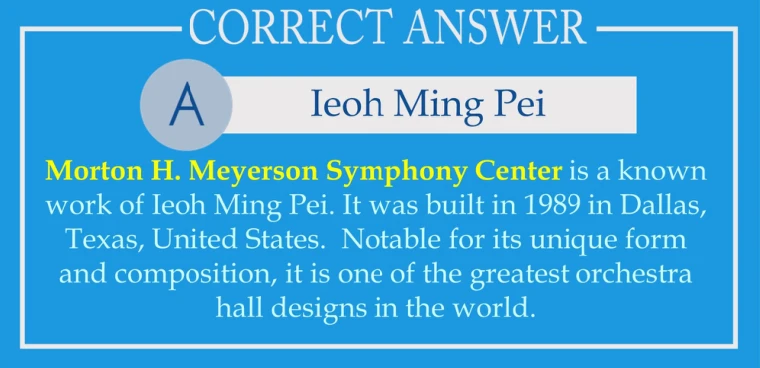 CORRECT ANSWER
A
Ieoh Ming Pei
Morton H. Meyerson Symphony Center is a known
work of Ieoh Ming Pei. It was built in 1989 in Dallas,
Texas, United States.  Notable for its unique form
and composition, it is one of the greatest orchestra
hall designs in the world.